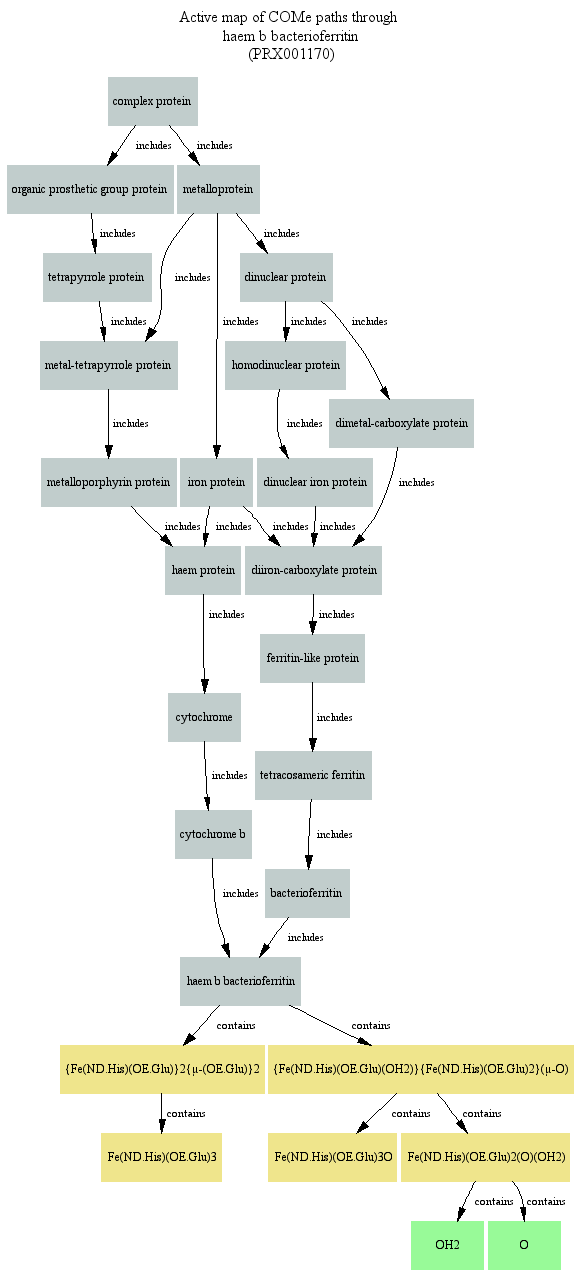 Active map of COMe paths through
haem b bacterioferritin
(PRX001170)
complex protein
includes
includes
organic prosthetic group protein
metalloprotein
includes
includes
tetrapyrrole protein
includes
dinuclear protein
includes
includes
includes
includes
metal-tetrapyrrole protein
homodinuclear protein
dimetal-carboxylate protein
includes
includes
includes
metalloporphyrin protein
iron protein
dinuclear iron protein
includes
includes
includes
includes
haem protein
diiron-carboxylate protein
includes
includes
ferritin-like protein
cytochrome
includes
includes
tetracosameric ferritin
cytochrome b
includes
includes
bacterioferritin
includes
haem b bacterioferritin
contains
contains
{Fe(ND.His)(OE.Glu)}2{μ-(OE.Glu)}2
{Fe(ND.His)(OE.Glu)(OH2)}{Fe(ND.His)(OE.Glu)2}(μ-O)
contains
contains
contains
Fe(ND.His)(OE.Glu)3
Fe(ND.His)(OE.Glu)3O
Fe(ND.His)(OE.Glu)2(O)(OH2)
contains
contains
OH2
O